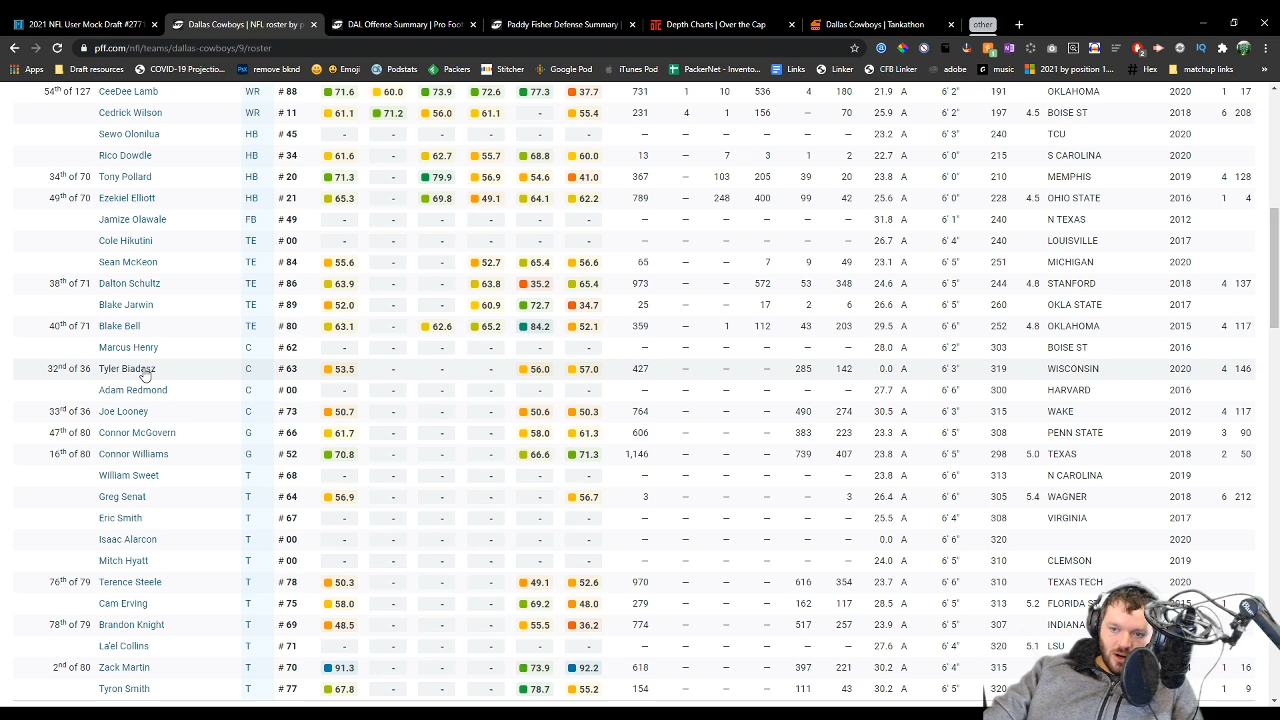 2021 NFL User Mock Draft #2771
Dallas Cowboys | NFL roster by p
DAL Offense Summary | Pro Foot
Paddy Fisher Defense Summary |
Depth Charts | Over the Cap
Dallas Cowboys | Tankathon
other
pff.com/nfl/teams/dallas-cowboys/9/roster
Apps Draft resources COVID-19 Projectio... remove bland Emoji Podstats Packers Stitcher Google Pod iTunes Pod PackerNet - Invento... Links Linker CFB Linker music 2021 by position 1... #Hex matchup links »
54th of 127 CeeDee Lamb WR # 88 71.6 60.0 73.9 72.6 77.3 37.7 731 1 10 536 4 180 21.9 A 6' 2" 191 OKLAHOMA 2020 1 17
Cedrick Wilson WR # 11 61.1 71.2 56.0 61.1 - 55.4 231 4 1 156 — 70 25.9 A 6' 2" 197 4.5 BOISE ST 2018 6 208
Sewo Olonilua HB # 45 - - - - - - — — — — — — 23.2 A 6' 3" 240 TCU 2020
Rico Dowdle HB # 34 61.6 - 62.7 55.7 68.8 60.0 13 — 7 3 1 2 22.7 A 6' 0" 215 S CAROLINA 2020
34th of 70 Tony Pollard HB # 20 71.3 - 79.9 56.9 54.6 41.0 367 — 103 205 39 20 23.8 A 6' 0" 210 MEMPHIS 2019 4 128
49th of 70 Ezekiel Elliott HB # 21 65.3 - 69.8 49.1 64.1 62.2 789 — 248 400 99 42 25.6 A 6' 0" 228 4.5 OHIO STATE 2016 1 4
Jamize Olawale FB # 49 - - - - - - — — — — — — 31.8 A 6' 1" 240 N TEXAS 2012
Cole Hikutini TE # 00 - - - - - - — — — — — — 26.7 A 6' 4" 240 LOUISVILLE 2017
Sean McKeon TE # 84 55.6 - - 52.7 65.4 56.6 65 — — 7 9 49 23.1 A 6' 5" 251 MICHIGAN 2020
38th of 71 Dalton Schultz TE # 86 63.9 - - 63.8 35.2 65.4 973 — — 572 53 348 24.6 A 6' 5" 244 4.8 STANFORD 2018 4 137
Blake Jarwin TE # 89 52.0 - - 60.9 72.7 34.7 25 — — 17 2 6 26.6 A 6' 5" 260 OKLA STATE 2017
40th of 71 Blake Bell TE # 80 63.1 - 62.6 65.2 84.2 52.1 359 — 1 112 43 203 29.5 A 6' 6" 252 4.8 OKLAHOMA 2015 4 117
Marcus Henry C # 62 - - - - - - — — — — — — 28.0 A 6' 2" 303 BOISE ST 2016
32nd of 36 Tyler Biadasz C # 63 53.5 - - - 56.0 57.0 427 — — — 285 142 0.0 A 6' 3" 319 WISCONSIN 2020 4 146
Adam Redmond C # 00 - - - - - - — — — — — — 27.7 A 6' 6" 300 HARVARD 2016
33rd of 36 Joe Looney C # 73 50.7 - - - 50.6 50.3 764 — — — 490 274 30.5 A 6' 3" 315 WAKE 2012 4 117
47th of 80 Connor McGovern G # 66 61.7 - - - 58.0 61.3 606 — — — 383 223 23.3 A 6' 5" 308 PENN STATE 2019 90
16th of 80 Connor Williams G # 52 70.8 - - - 66.6 71.3 1,146 — — — 739 407 23.8 A 6' 5" 298 5.0 TEXAS 2018 2 50
William Sweet T # 68 - - - - - - — — — — — — 23.8 A 6' 6" 313 N CAROLINA 2019
Greg Senat T # 64 56.9 - - - - 56.7 3 — — — — 3 26.4 A 6' 6" 305 5.4 WAGNER 2018 6 212
Eric Smith T # 67 - - - - - - — — — — — — 25.5 A 6' 4" 308 VIRGINIA 2017
Isaac Alarcon T # 00 - - - - - - — — — — — — 0.0 A 6' 6" 320 2020
Mitch Hyatt T # 00 - - - - - - — — — — — — 24.0 A 6' 5" 310 CLEMSON 2019
76th of 79 Terence Steele T # 78 50.3 - - - 49.1 52.6 970 — — — 616 354 23.7 A 6' 6" 310 TEXAS TECH 2020
Cam Erving T # 75 58.0 - - - 69.2 48.0 279 — — — 162 117 28.5 A 6' 5" 313 5.2 FLORIDA 2015 1
78th of 79 Brandon Knight T # 69 48.5 - - - 55.5 36.2 774 — — — 517 257 23.9 A 6' 5" 307 INDIANA
La'el Collins T # 71 - - - - - - — — — — — — 27.6 A 6' 4" 320 5.1 LSU
2nd of 80 Zack Martin T # 70 91.3 - - - 73.9 92.2 618 — — — 397 221 30.2 A 6' 4" 315 1 16
Tyron Smith T # 77 67.8 - - - 78.7 55.2 154 — — — 111 43 30.2 A 6' 5" 320 1 9
Blue